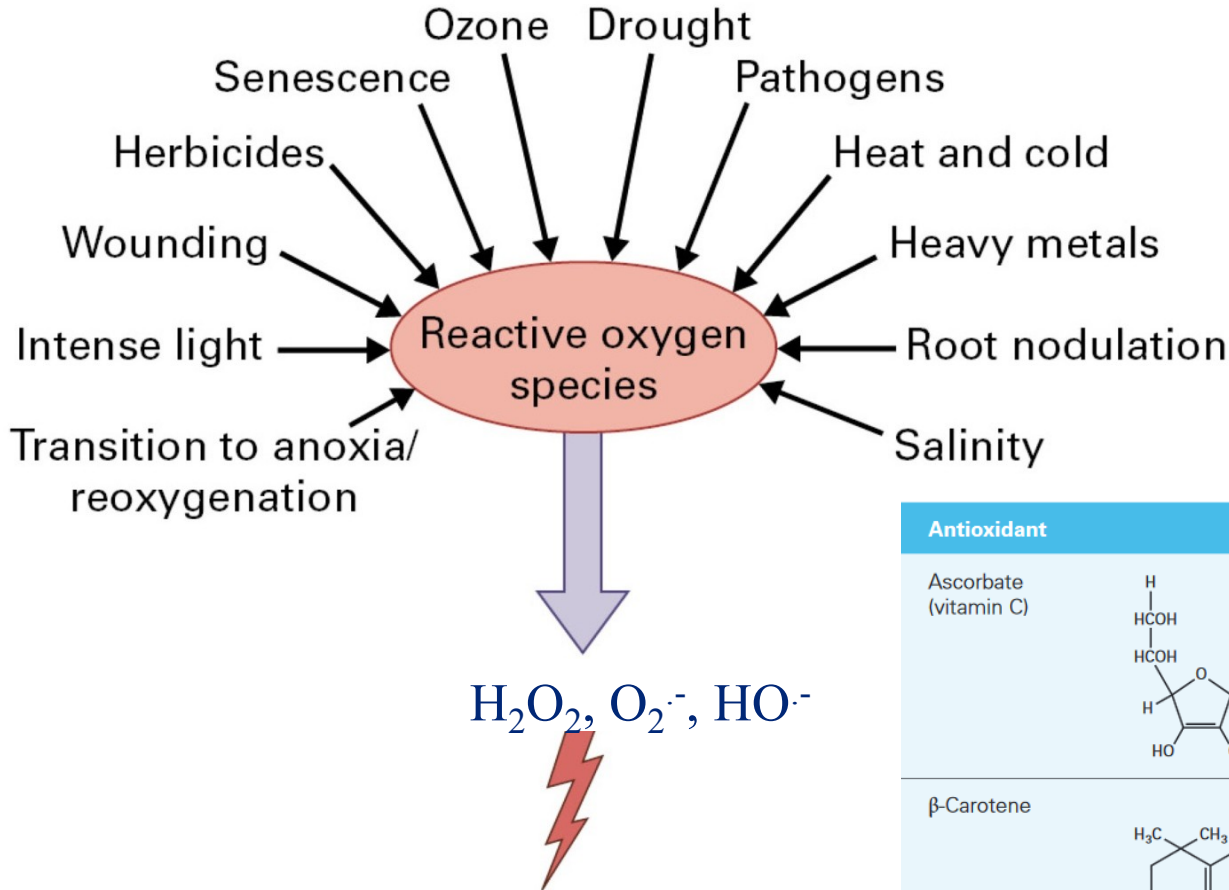 Ozone Drought
Senescence
Pathogens
Herbicides
Heat and cold
Wounding
Heavy metals
Intense light
Reactive oxygen
species
Root nodulation
Transition to anoxia/
reoxygenation
Salinity
H₂O₂, O₂·⁻, HO·⁻
Antioxidant
Ascorbate
(vitamin C)
H
HCOH
HCOH
O
H
HO
β-Carotene
H₃C
CH₃